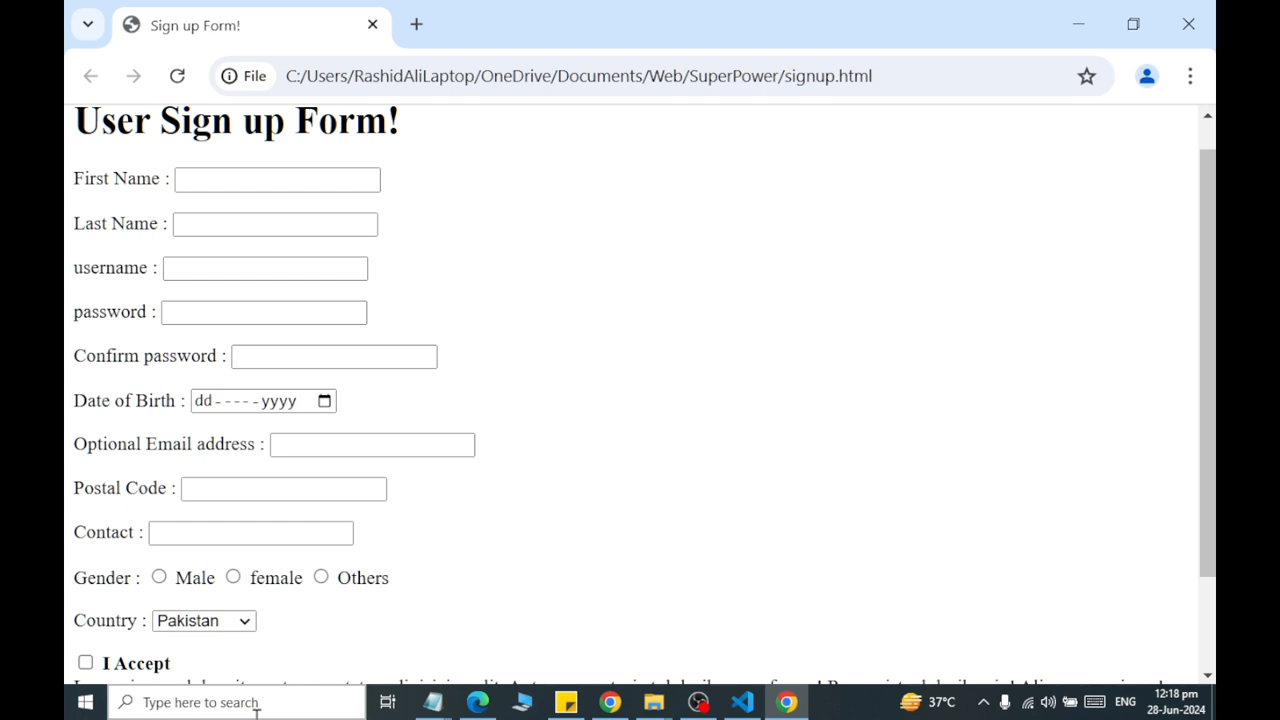 Sign up Form!
File C:/Users/RashidAliLaptop/OneDrive/Documents/Web/SuperPower/signup.html
User Sign up Form!
First Name :
Last Name :
username :
password :
Confirm password :
Date of Birth : dd-----yyyy
Optional Email address :
Postal Code :
Contact :
Gender : Male female Others
Country : Pakistan
I Accept
Type here to search
37°C
ENG
12:18 pm
28-Jun-2024